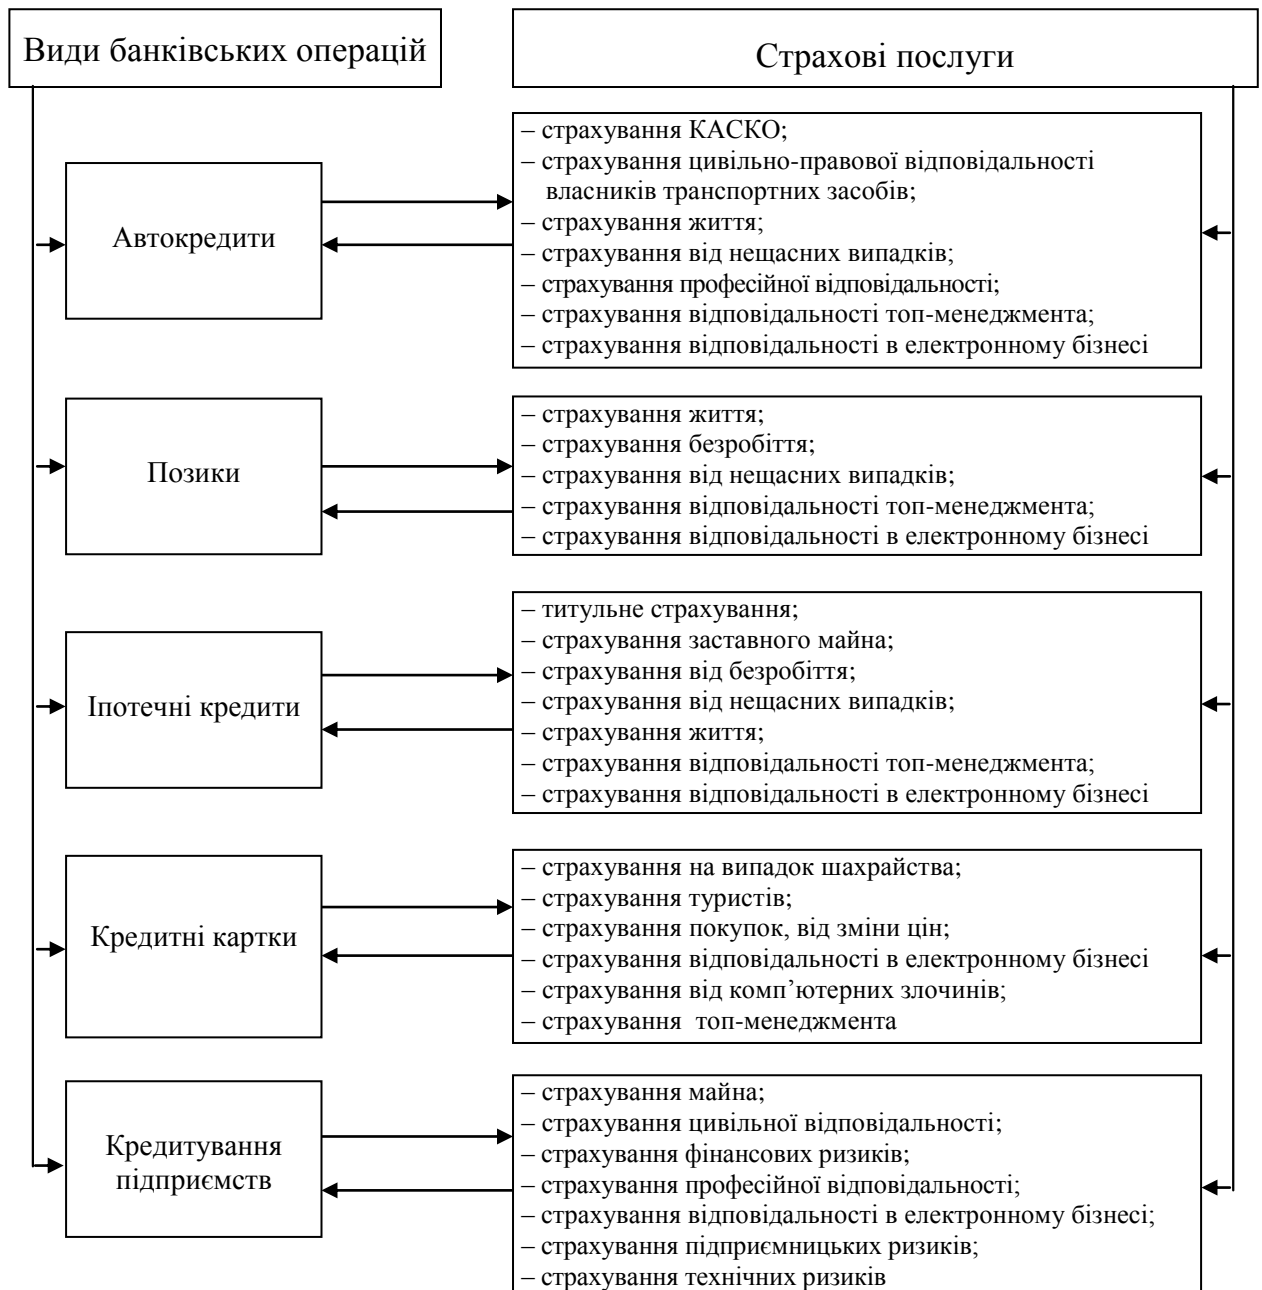 Види банківських операцій
Страхові послуги
Автокредити
– страхування КАСКО;
– страхування цивільно-правової відповідальності
власників транспортних засобів;
– страхування життя;
– страхування від нещасних випадків;
– страхування професійної відповідальності;
– страхування відповідальності топ-менеджмента;
– страхування відповідальності в електронному бізнесі
Позики
– страхування життя;
– страхування безробіття;
– страхування від нещасних випадків;
– страхування відповідальності топ-менеджмента;
– страхування відповідальності в електронному бізнесі
Іпотечні кредити
– титульне страхування;
– страхування заставного майна;
– страхування від безробіття;
– страхування від нещасних випадків;
– страхування життя;
– страхування відповідальності топ-менеджмента;
– страхування відповідальності в електронному бізнесі
Кредитні картки
– страхування на випадок шахрайства;
– страхування туристів;
– страхування покупок, від зміни цін;
– страхування відповідальності в електронному бізнесі
– страхування від комп’ютерних злочинів;
– страхування топ-менеджмента
Кредитування
підприємств
– страхування майна;
– страхування цивільної відповідальності;
– страхування фінансових ризиків;
– страхування професійної відповідальності;
– страхування відповідальності в електронному бізнесі;
– страхування підприємницьких ризиків;
– страхування технічних ризиків